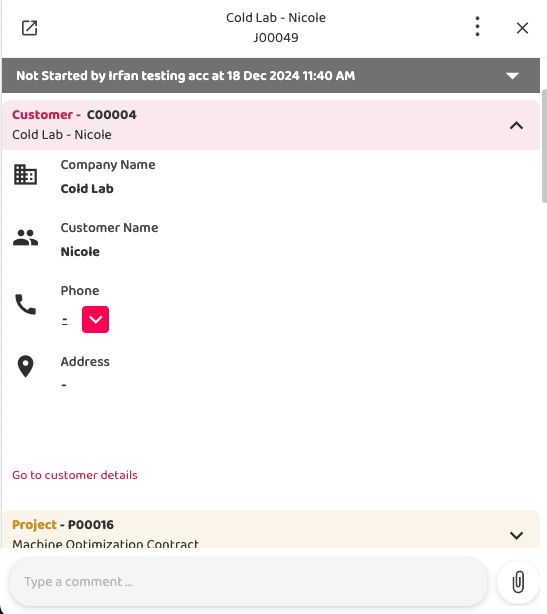 Cold Lab - Nicole
J00049
Not Started by Irfan testing acc at 18 Dec 2024 11:40 AM
Customer - C00004
Cold Lab - Nicole
Company Name
Cold Lab
Customer Name
Nicole
Phone
-
Address
-
Go to customer details
Project - P00016
Machine Optimization Contract
Type a comment ...